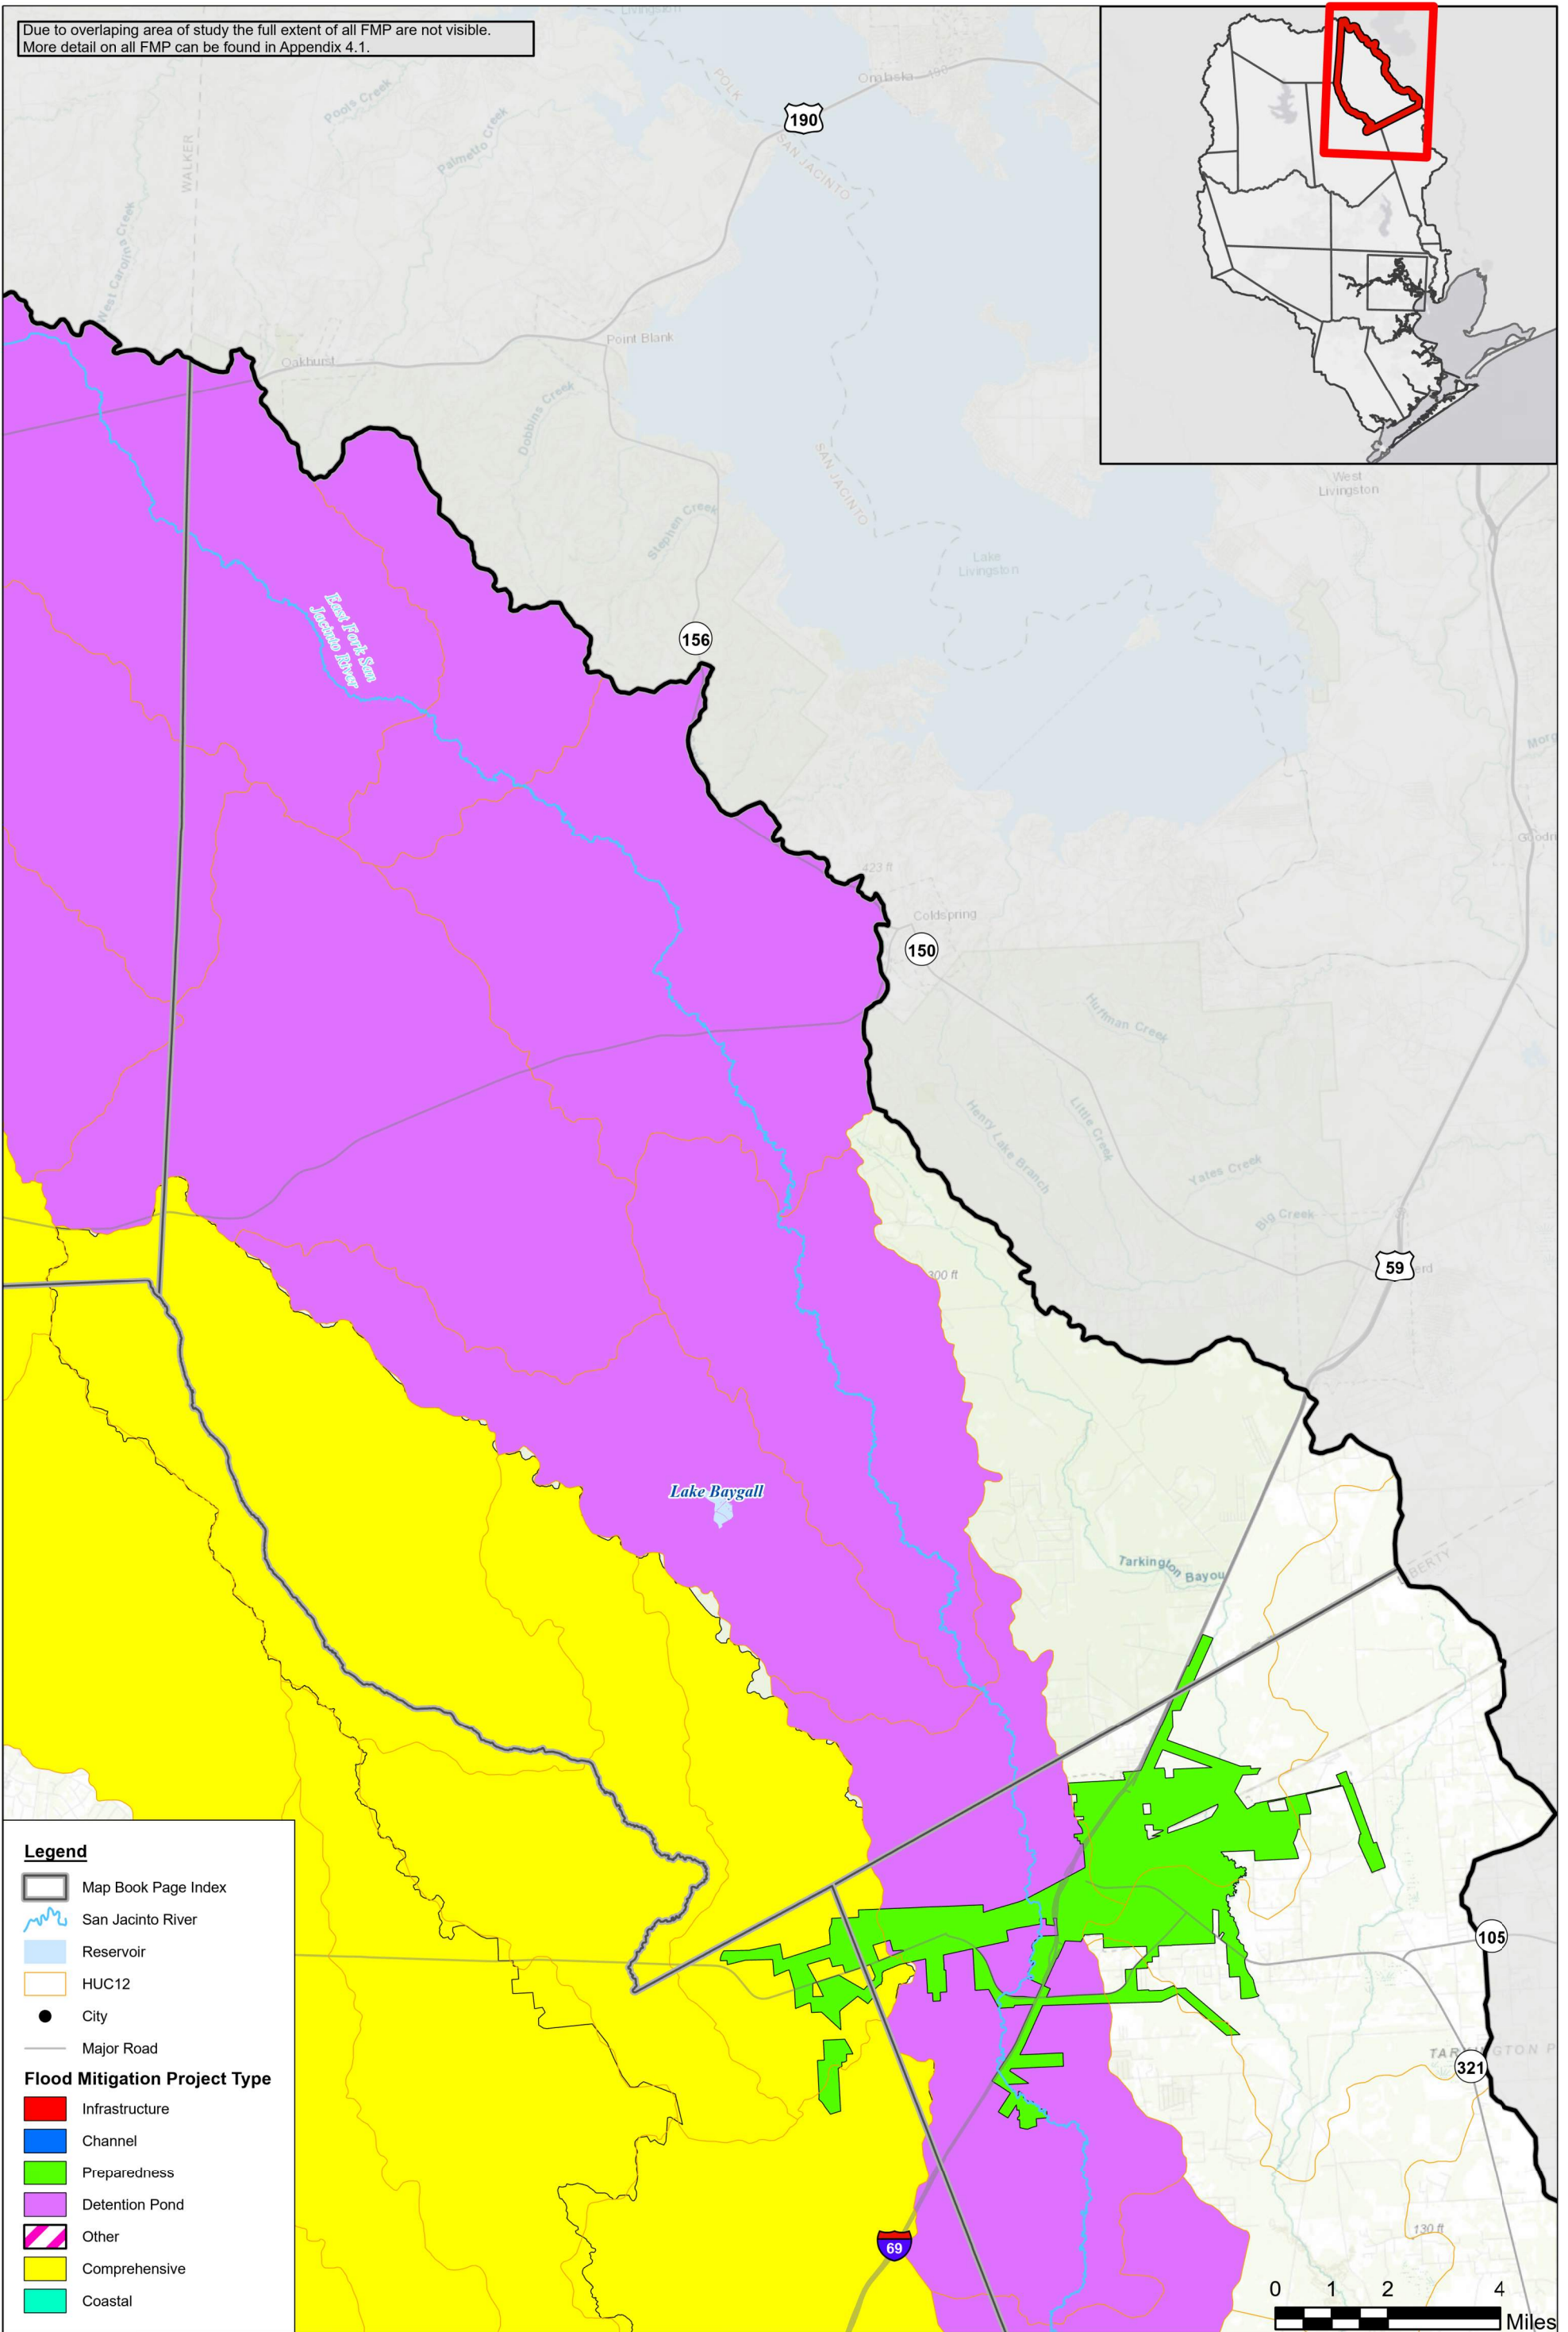 Due to overlaping area of study the full extent of all FMP are not visible.
More detail on all FMP can be found in Appendix 4.1.
Livingston
POLK
Onalaska
190
190
SAN JACINTO
WALKER
Pools Creek
Palmetto Creek
West Carolina Creek
Oakhurst
Point Blank
Dobbins Creek
Stephen Creek
SAN JACINTO
West
Livingston
Lake
Livingston
East Fork San
Jacinto River
156
423 ft
Coldspring
150
Huffman Creek
Henry Lake Branch
Little Creek
Yates Creek
Big Creek
300 ft
59
Lake Baygall
Tarkington Bayou
LIBERTY
105
321
69
130 ft
Legend
Map Book Page Index
San Jacinto River
Reservoir
HUC12
City
Major Road
Flood Mitigation Project Type
Infrastructure
Channel
Preparedness
Detention Pond
Other
Comprehensive
Coastal
0 1 2 4
Miles